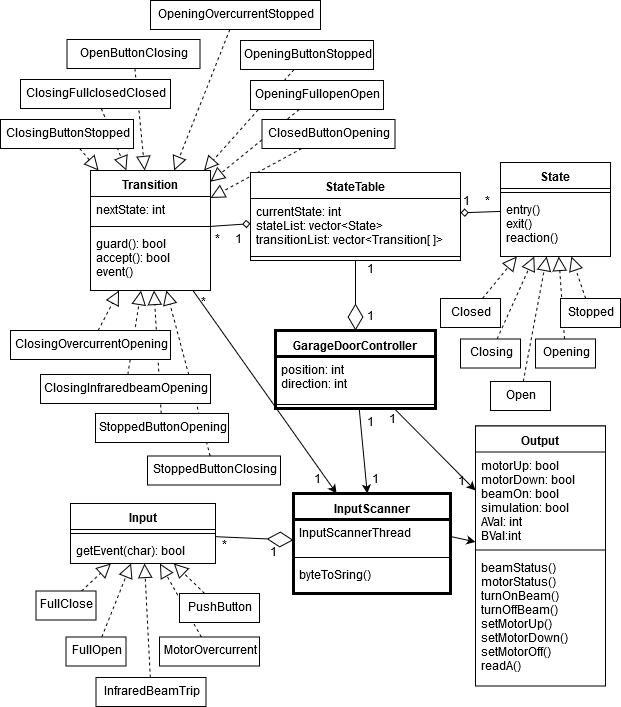 OpeningOvercurrentStopped
OpenButtonClosing
OpeningButtonStopped
ClosingFullclosedClosed
OpeningFullopenOpen
ClosingButtonStopped
ClosedButtonOpening
Transition
nextState: int
guard(): bool
accept(): bool
event()
StateTable
currentState: int
stateList: vector<State>
transitionList: vector<Transition[ ]>
State
entry()
exit()
reaction()
*
1
1
*
1
1
*
Closed
Stopped
Closing
Opening
Open
ClosingOvercurrentOpening
ClosingInfraredbeamOpening
StoppedButtonOpening
StoppedButtonClosing
GarageDoorController
position: int
direction: int
1
1
1
1
1
Output
motorUp: bool
motorDown: bool
beamOn: bool
simulation: bool
AVal: int
BVal:int
beamStatus()
motorStatus()
turnOnBeam()
turnOffBeam()
setMotorUp()
setMotorDown()
setMotorOff()
readA()
InputScanner
InputScannerThread
byteToSring()
Input
getEvent(char): bool
*
1
FullClose
PushButton
FullOpen
MotorOvercurrent
InfraredBeamTrip